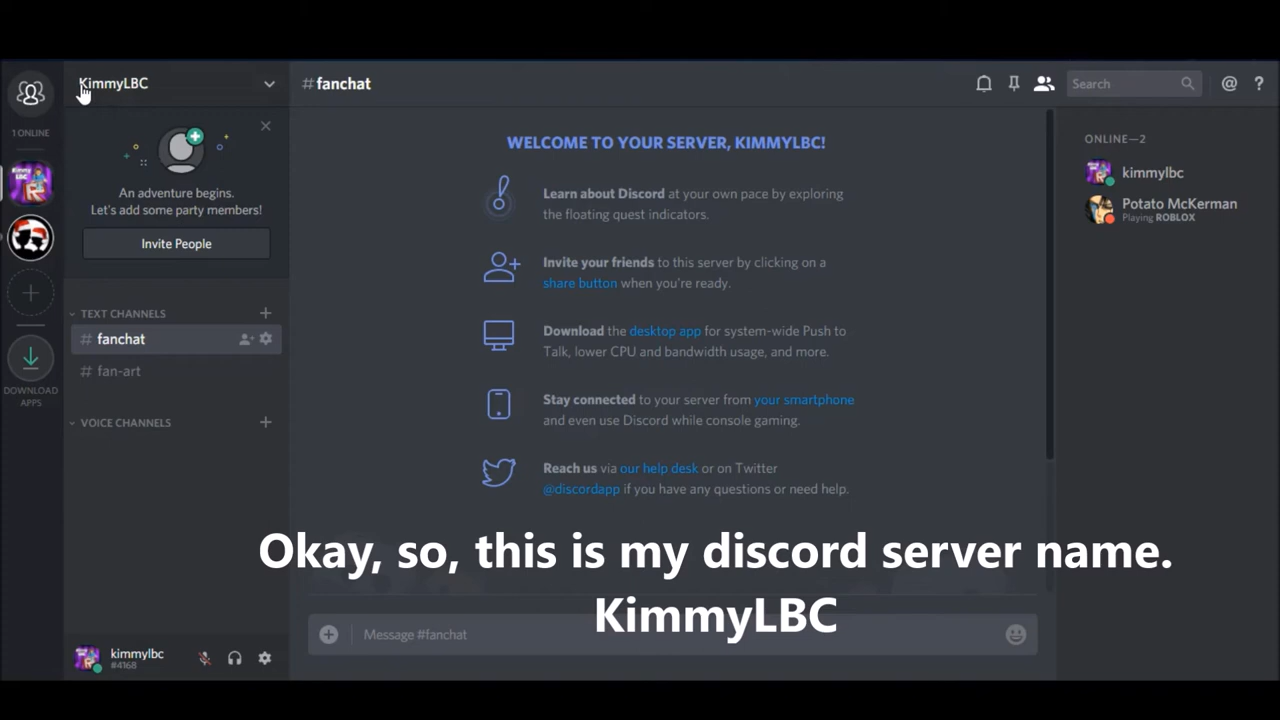 KimmyLBC
1 ONLINE
An adventure begins.
Let's add some party members!
Invite People
TEXT CHANNELS
# fanchat
# fan-art
VOICE CHANNELS
DOWNLOAD
APPS
kimmylbc
#4168
# fanchat
Search
@
?
WELCOME TO YOUR SERVER, KIMMYLBC!
Learn about Discord at your own pace by exploring
the floating quest indicators.
Invite your friends to this server by clicking on a
share button when you're ready.
Download the desktop app for system-wide Push to
Talk, lower CPU and bandwidth usage, and more.
Stay connected to your server from your smartphone
and even use Discord while console gaming.
Reach us via our help desk or on Twitter
@discordapp if you have any questions or need help.
Okay, so, this is my discord server name.
KimmyLBC
Message #fanchat
ONLINE—2
kimmylbc
Potato McKerman
Playing ROBLOX